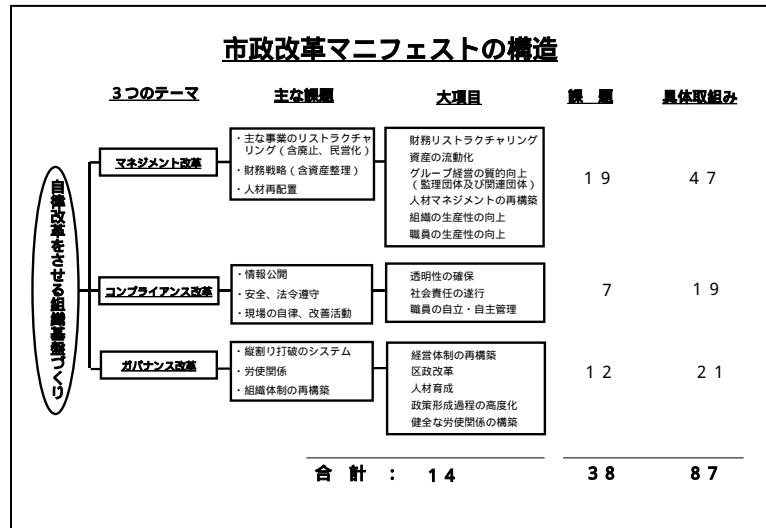 市政改革マニフェストの構造
３つのテーマ
主な課題
大項目
課 題
具体取組み
自律改革をさせる組織基盤づくり
マネジメント改革
・主な事業のリストラクチャ
リング（含廃止、民営化）
・財務戦略（含資産整理）
・人材再配置
財務リストラクチャリング
資産の流動化
グループ経営の質的向上
（監理団体及び関連団体）
人材マネジメントの再構築
組織の生産性の向上
職員の生産性の向上
１９
４７
コンプライアンス改革
・情報公開
・安全、法令遵守
・現場の自律、改善活動
透明性の確保
社会責任の遂行
職員の自立・自主管理
７
１９
ガバナンス改革
・縦割り打破のシステム
・労使関係
・組織体制の再構築
経営体制の再構築
区政改革
人材育成
政策形成過程の高度化
健全な労使関係の構築
１２
２１
合 計 ： １４
３８
８７